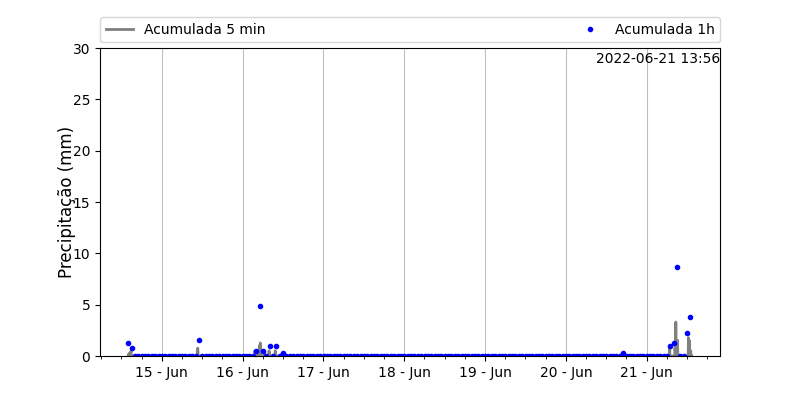 Acumulada 5 min
Acumulada 1h
2022-06-21 13:56
Precipitação (mm)
30
25
20
15
10
5
0
15 - Jun
16 - Jun
17 - Jun
18 - Jun
19 - Jun
20 - Jun
21 - Jun